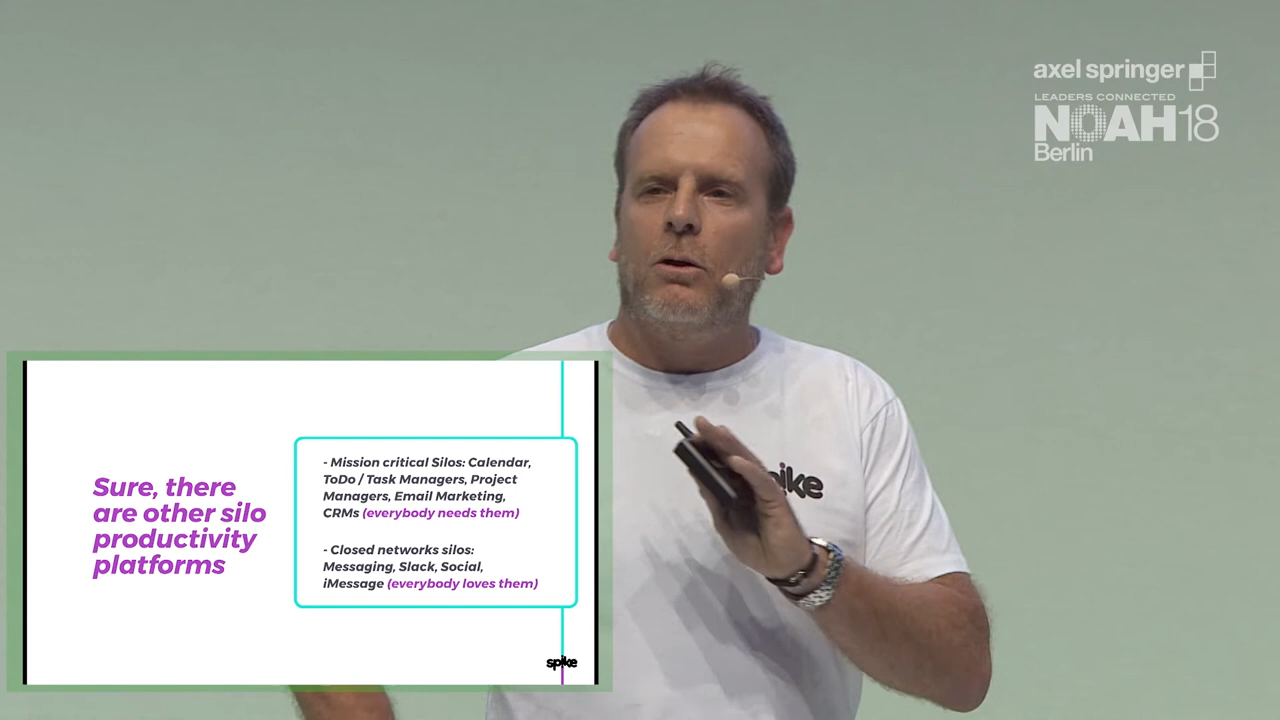 axel springer
LEADERS CONNECTED
NOAH18
Berlin
Sure, there
are other silo
productivity
platforms
- Mission critical Silos: Calendar,
ToDo / Task Managers, Project
Managers, Email Marketing,
CRMs (everybody needs them)
- Closed networks silos:
Messaging, Slack, Social,
iMessage (everybody loves them)
spike
ike